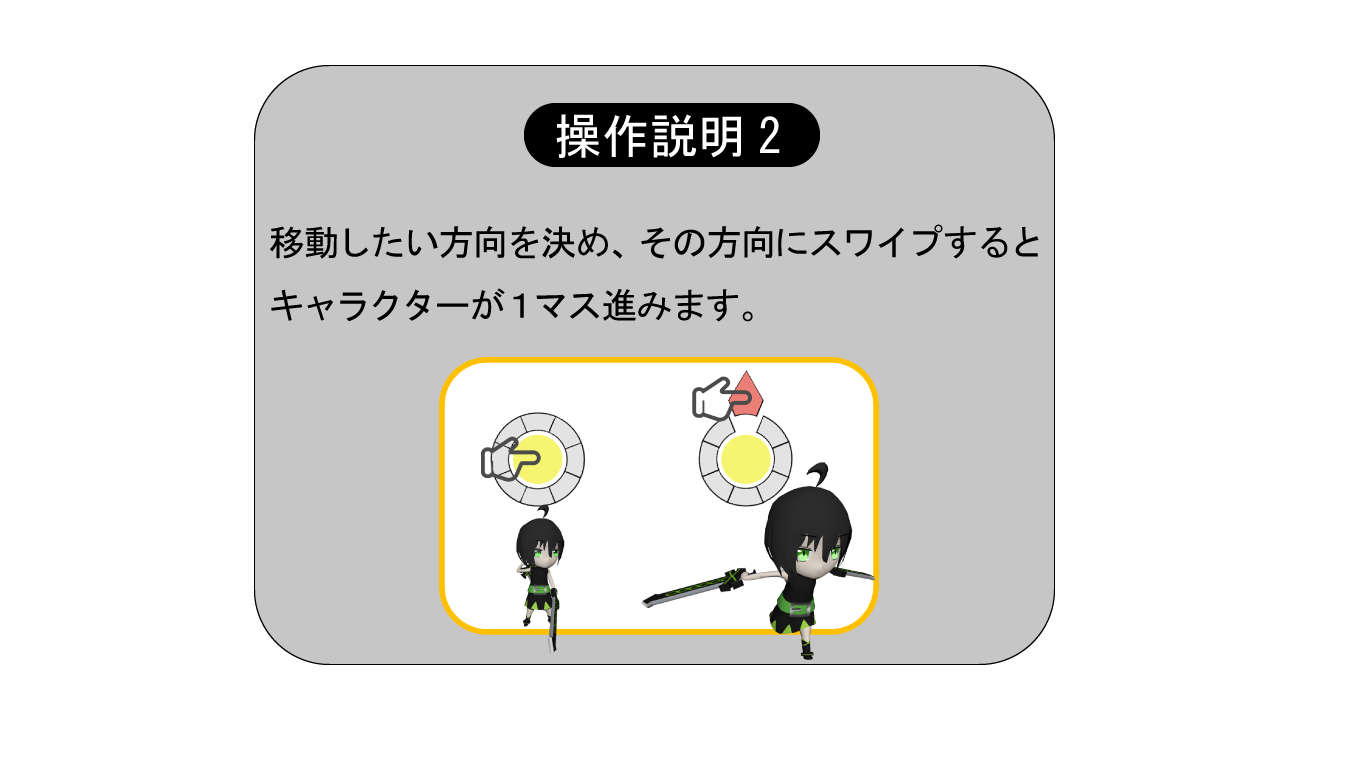 操作説明２
移動したい方向を決め、その方向にスワイプすると
キャラクターが１マス進みます。